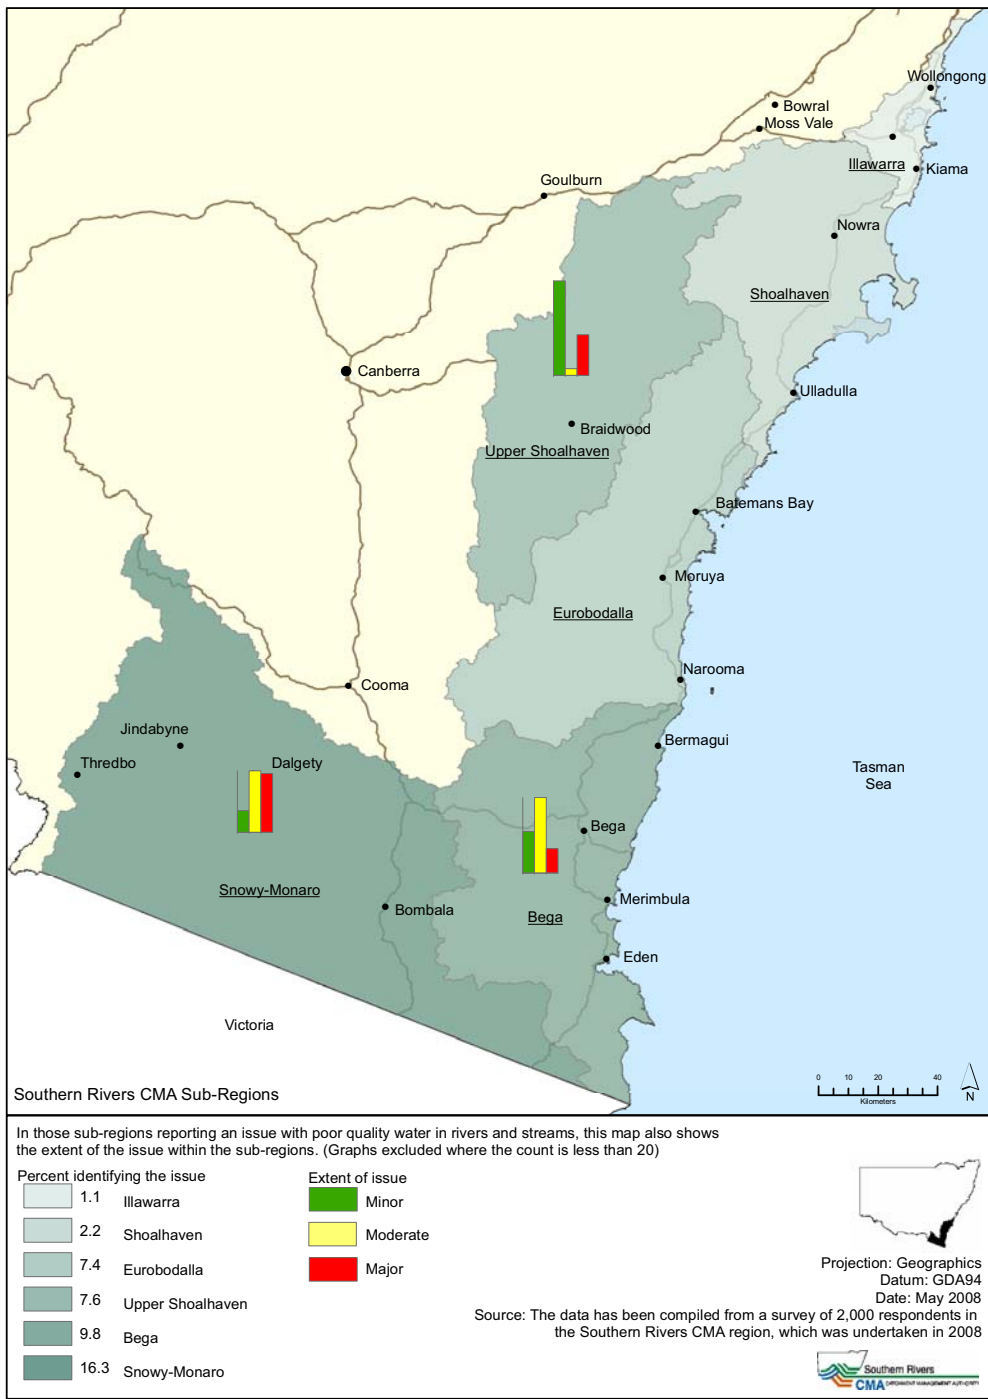 Wollongong
Bowral
Moss Vale
Illawarra
Kiama
Goulburn
Nowra
Shoalhaven
Canberra
Ulladulla
Braidwood
Upper Shoalhaven
Batemans Bay
Moruya
Eurobodalla
Narooma
Cooma
Jindabyne
Bermagui
Thredbo
Dalgety
Tasman
Sea
Bega
Snowy-Monaro
Merimbula
Bombala
Bega
Eden
Victoria
Southern Rivers CMA Sub-Regions
0 10 20 40
Kilometers
N
In those sub-regions reporting an issue with poor quality water in rivers and streams, this map also shows
the extent of the issue within the sub-regions. (Graphs excluded where the count is less than 20)
Percent identifying the issue
1.1 Illawarra
2.2 Shoalhaven
7.4 Eurobodalla
7.6 Upper Shoalhaven
9.8 Bega
16.3 Snowy-Monaro
Extent of issue
Minor
Moderate
Major
Projection: Geographics
Datum: GDA94
Date: May 2008
Source: The data has been compiled from a survey of 2,000 respondents in
the Southern Rivers CMA region, which was undertaken in 2008
Southern Rivers
CMA CATCHMENT MANAGEMENT AUTHORITY